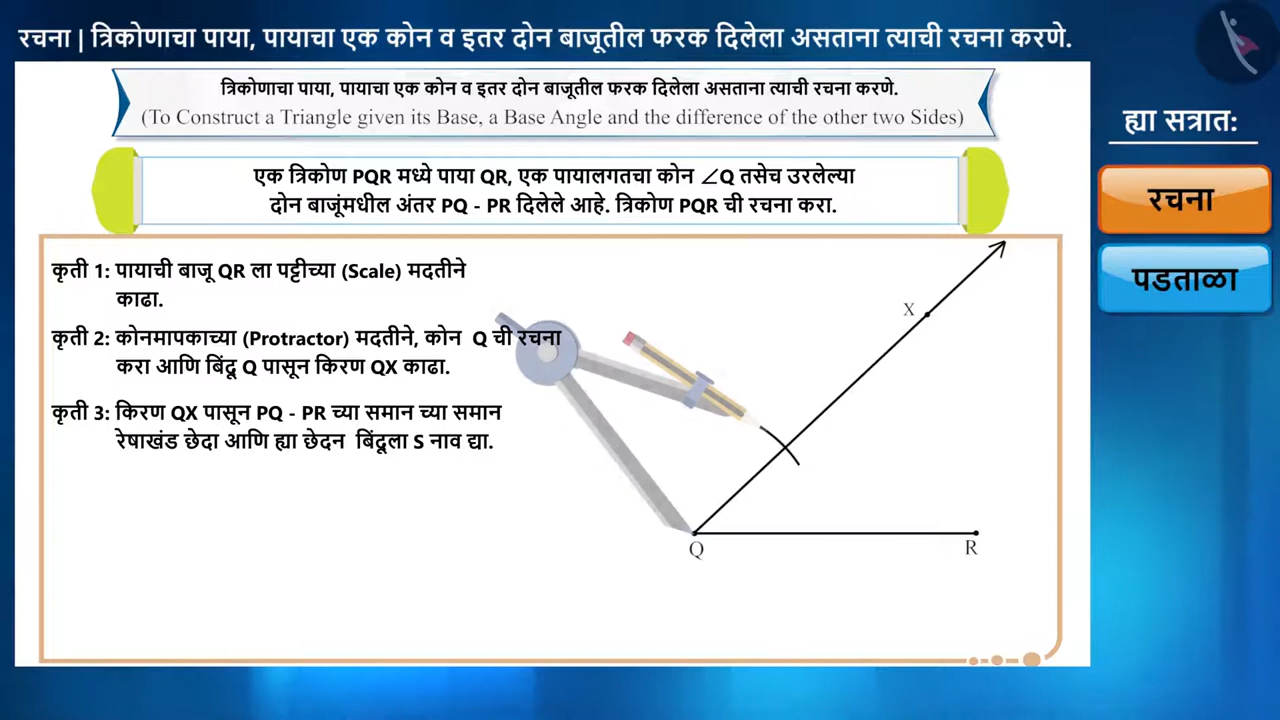 रचना | त्रिकोणाचा पाया, पायाचा एक कोन व इतर दोन बाजूतील फरक दिलेला असताना त्याची रचना करणे.
त्रिकोणाचा पाया, पायाचा एक कोन व इतर दोन बाजूतील फरक दिलेला असताना त्याची रचना करणे.
(To Construct a Triangle given its Base, a Base Angle and the difference of the other two Sides)
एक त्रिकोण PQR मध्ये पाया QR, एक पायालगतचा कोन ∠Q तसेच उरलेल्या
दोन बाजूंमधील अंतर PQ - PR दिलेले आहे. त्रिकोण PQR ची रचना करा.
कृती 1: पायाची बाजू QR ला पट्टीच्या (Scale) मदतीने
काढा.
कृती 2: कोनमापकाच्या (Protractor) मदतीने, कोन Q ची रचना
करा आणि बिंदू Q पासून किरण QX काढा.
कृती 3: किरण QX पासून PQ - PR च्या समान च्या समान
रेषाखंड छेदा आणि ह्या छेदन बिंदूला S नाव द्या.
X
Q
R
ह्या सत्रात:
रचना
पडताळा